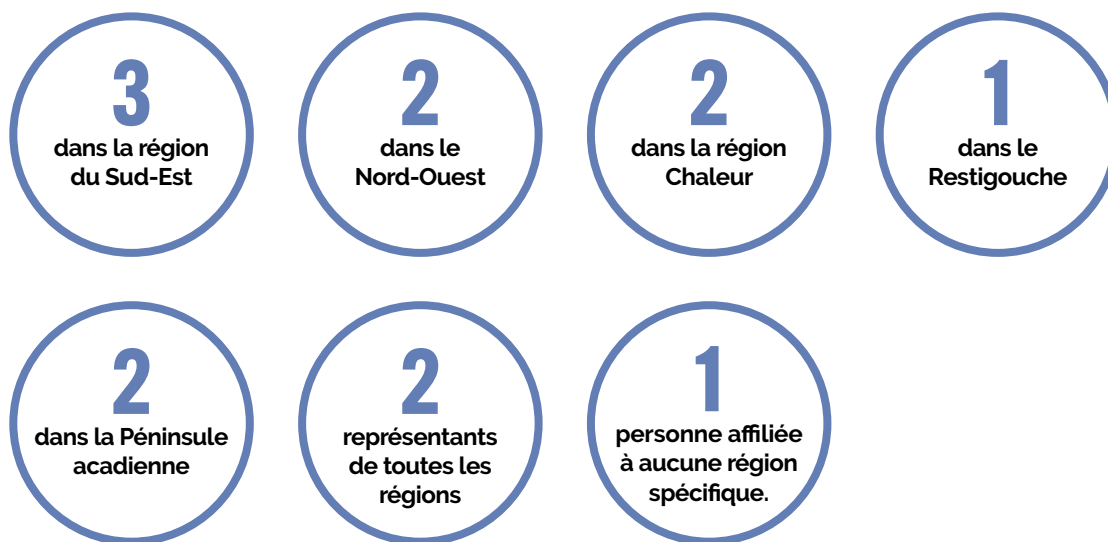 3
dans la région
du Sud-Est
2
dans le
Nord-Ouest
2
dans la région
Chaleur
1
dans le
Restigouche
2
dans la Péninsule
acadienne
2
représentants
de toutes les
régions
1
personne affiliée
à aucune région
spécifique.